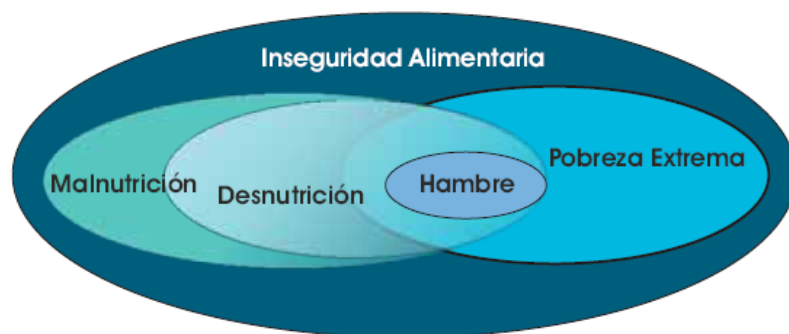 Inseguridad Alimentaria
Pobreza Extrema
Malnutrición
Desnutrición
Hambre